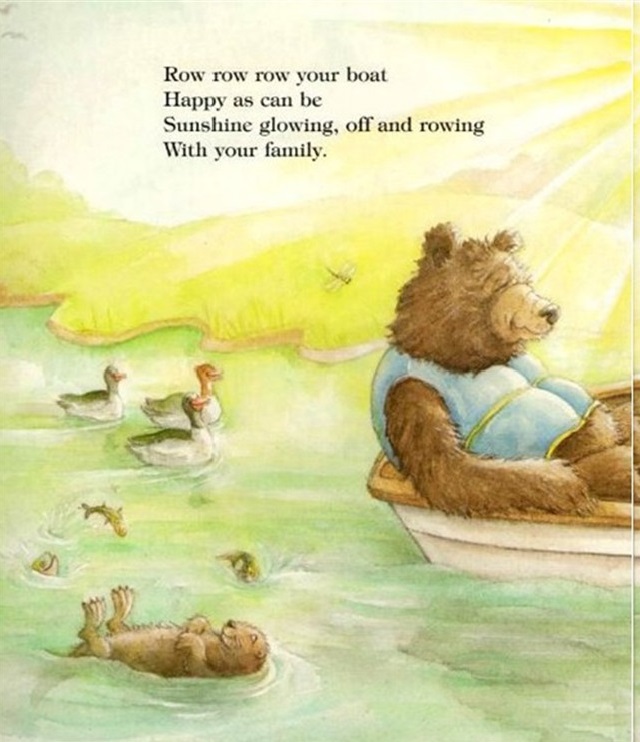 Row row row your boat
Happy as can be
Sunshine glowing, off and rowing
With your family.